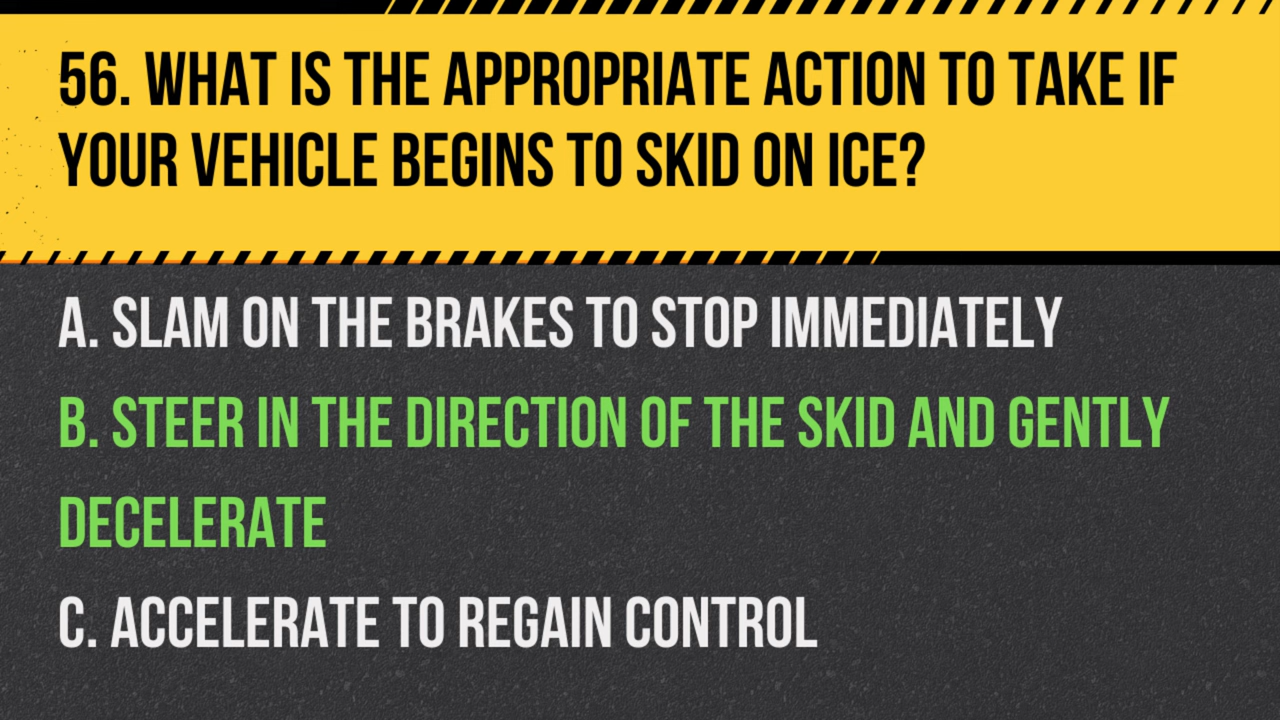 56. WHAT IS THE APPROPRIATE ACTION TO TAKE IF
YOUR VEHICLE BEGINS TO SKID ON ICE?
A. SLAM ON THE BRAKES TO STOP IMMEDIATELY
B. STEER IN THE DIRECTION OF THE SKID AND GENTLY
DECELERATE
C. ACCELERATE TO REGAIN CONTROL